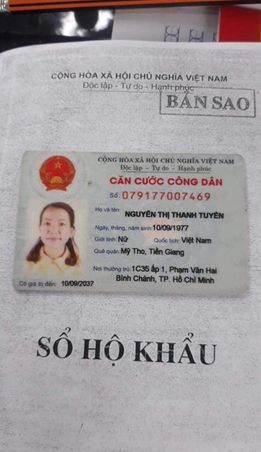 CỘNG HÒA XÃ HỘI CHỦ NGHĨA VIỆT NAM
Độc lập - Tự do - Hạnh phúc
BẢN SAO
CỘNG HÒA XÃ HỘI CHỦ NGHĨA VIỆT NAM
Độc lập - Tự do - Hạnh phúc
CĂN CƯỚC CÔNG DÂN
Số: 079177007469
Họ và tên:
NGUYỄN THỊ THANH TUYÊN
Ngày, tháng, năm sinh: 10/09/1977
Giới tính: Nữ Quốc tịch: Việt Nam
Quê quán: Mỹ Tho, Tiền Giang
Nơi thường trú: 1C35 ấp 1, Phạm Văn Hai
Bình Chánh, TP. Hồ Chí Minh
Có giá trị đến: 10/09/2037
SỔ HỘ KHẨU